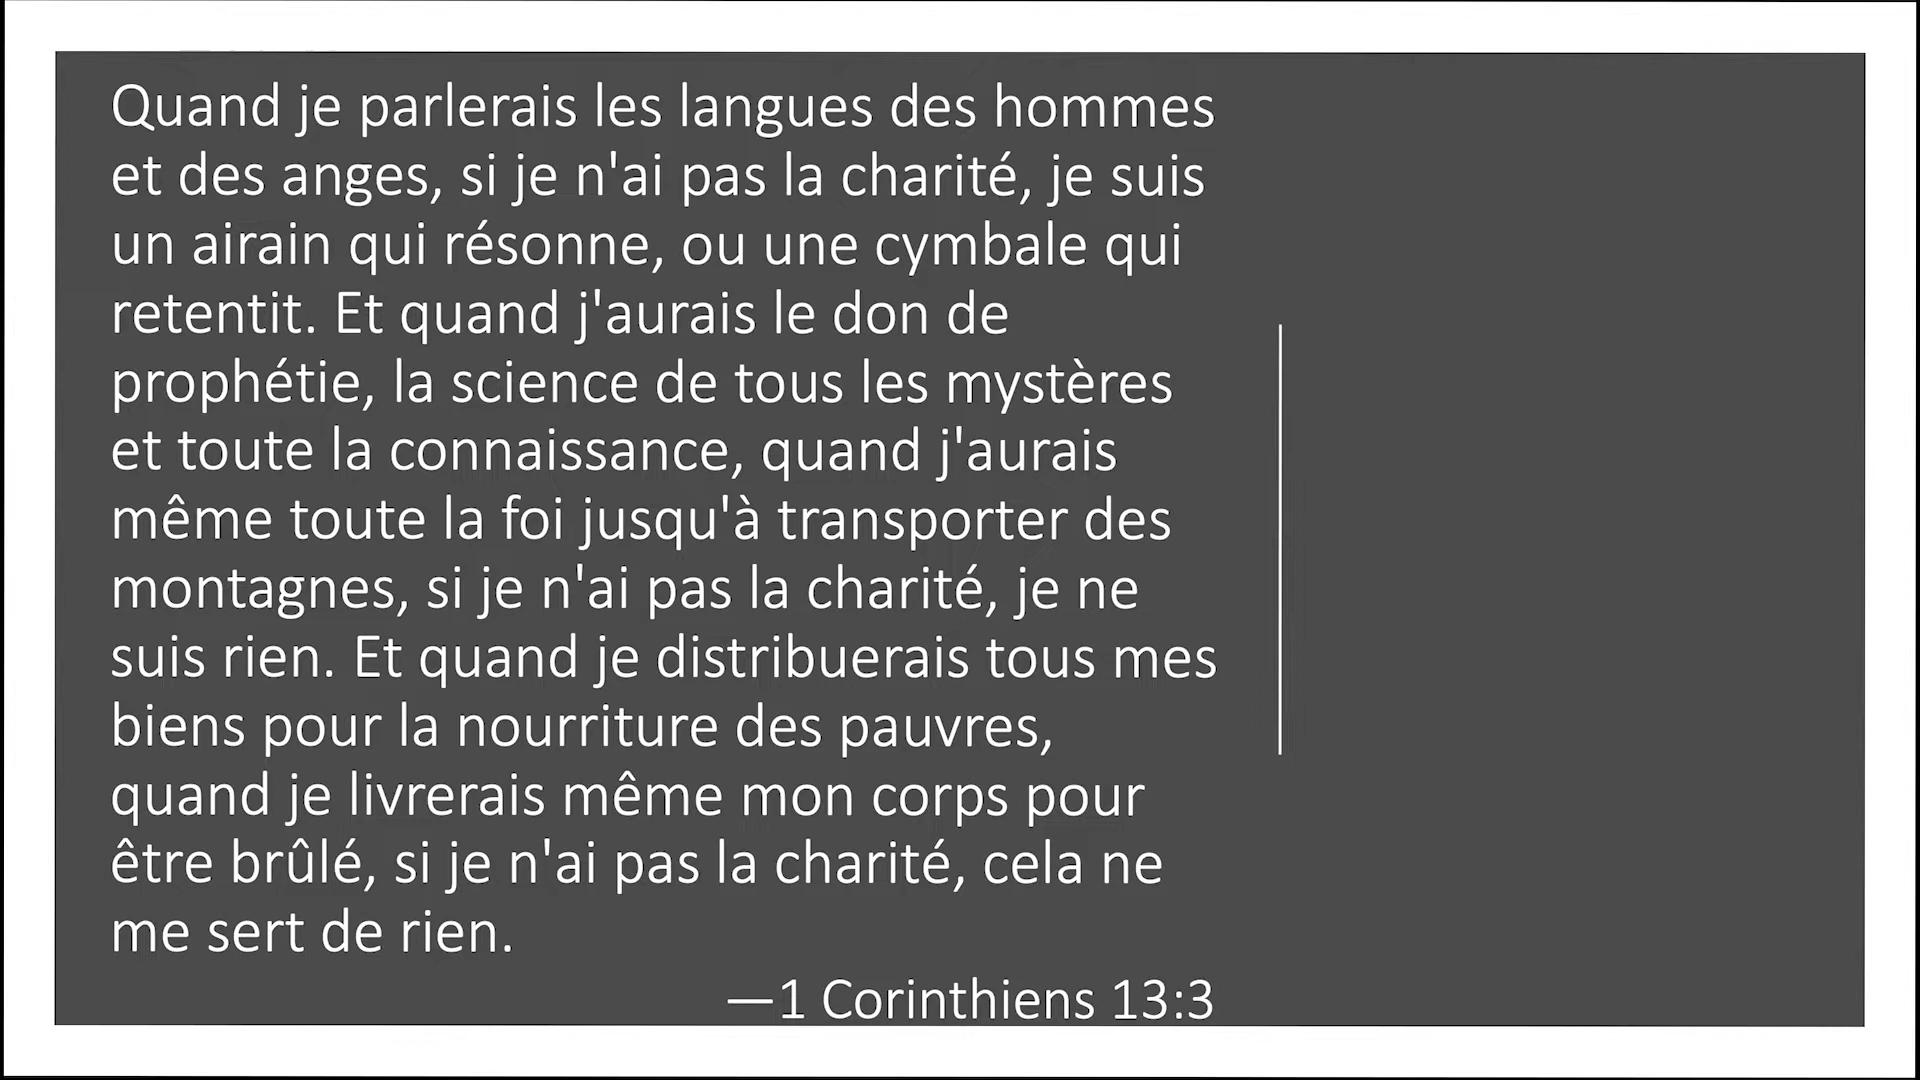 Quand je parlerais les langues des hommes
et des anges, si je n'ai pas la charité, je suis
un airain qui résonne, ou une cymbale qui
retentit. Et quand j'aurais le don de
prophétie, la science de tous les mystères
et toute la connaissance, quand j'aurais
même toute la foi jusqu'à transporter des
montagnes, si je n'ai pas la charité, je ne
suis rien. Et quand je distribuerais tous mes
biens pour la nourriture des pauvres,
quand je livrerais même mon corps pour
être brûlé, si je n'ai pas la charité, cela ne
me sert de rien.
—1 Corinthiens 13:3